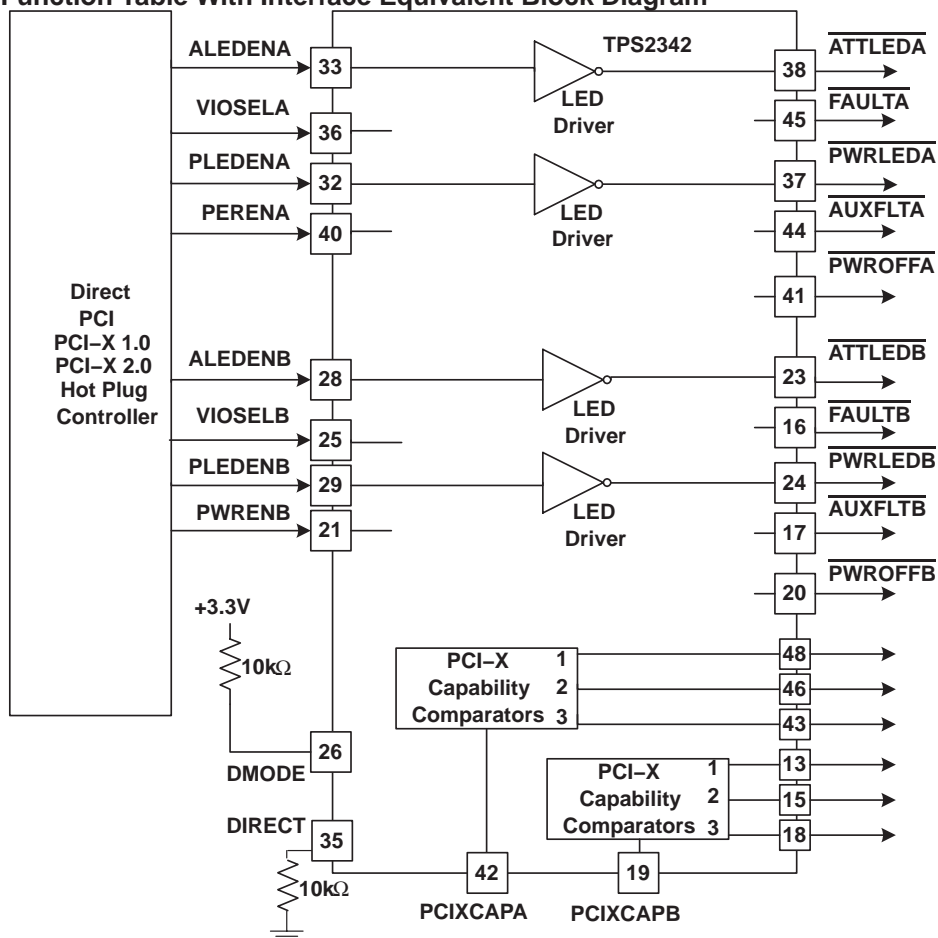 Function Table With Interface Equivalent Block Diagram
TPS2342
ALEDENA
33
LED
Driver
38
ATTLEDA
VIOSELA
36
45
FAULTA
PLEDENA
32
LED
Driver
37
PWRLEDA
PERENA
40
44
AUXFLTA
41
PWROFFA
Direct
PCI
PCI–X 1.0
PCI–X 2.0
Hot Plug
Controller
ALEDENB
28
LED
Driver
23
ATTLEDB
VIOSELB
25
16
FAULTB
PLEDENB
29
LED
Driver
24
PWRLEDB
PWRENB
21
17
AUXFLTB
20
PWROFFB
+3.3V
10kΩ
26
DMODE
DIRECT
35
10kΩ
PCI–X 1
Capability 2
Comparators 3
48
46
43
PCI–X 1
Capability 2
Comparators 3
13
15
18
42
PCIXCAPA
19
PCIXCAPB